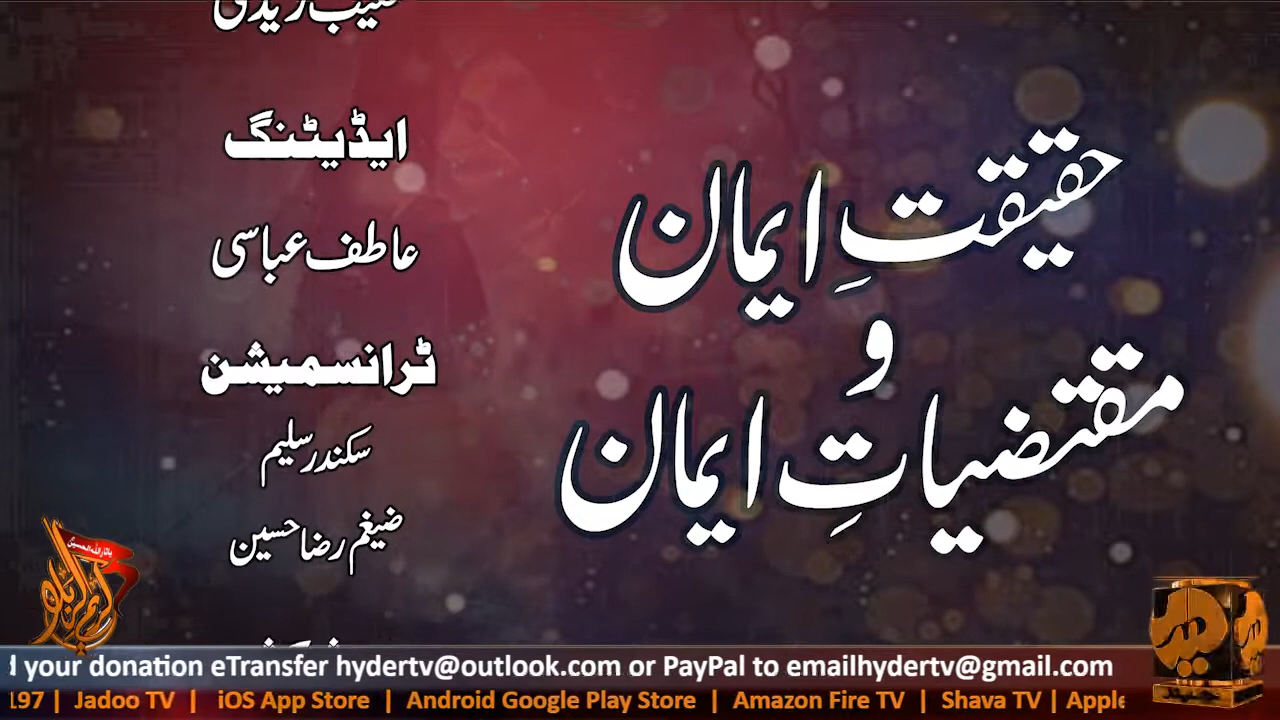 حقیقتِ ایمان
و
مقتضیاتِ ایمان
ایڈیٹنگ
عاطف عباسی
ٹرانسمیشن
سکندر سلیم
ضیغم رضا حسین
your donation eTransfer hydertv@outlook.com or PayPal to emailhydertv@gmail.com
197 | Jadoo TV | iOS App Store | Android Google Play Store | Amazon Fire TV | Shava TV | Apple